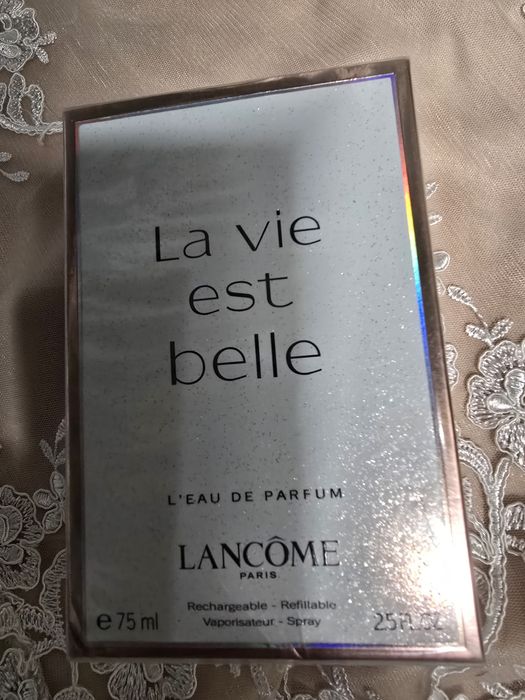 La vie
est
belle
L'EAU DE PARFUM
LANCÔME
PARIS
Rechargeable - Refillable
Vaporisateur - Spray
e 75 ml 2.5 FL.OZ.